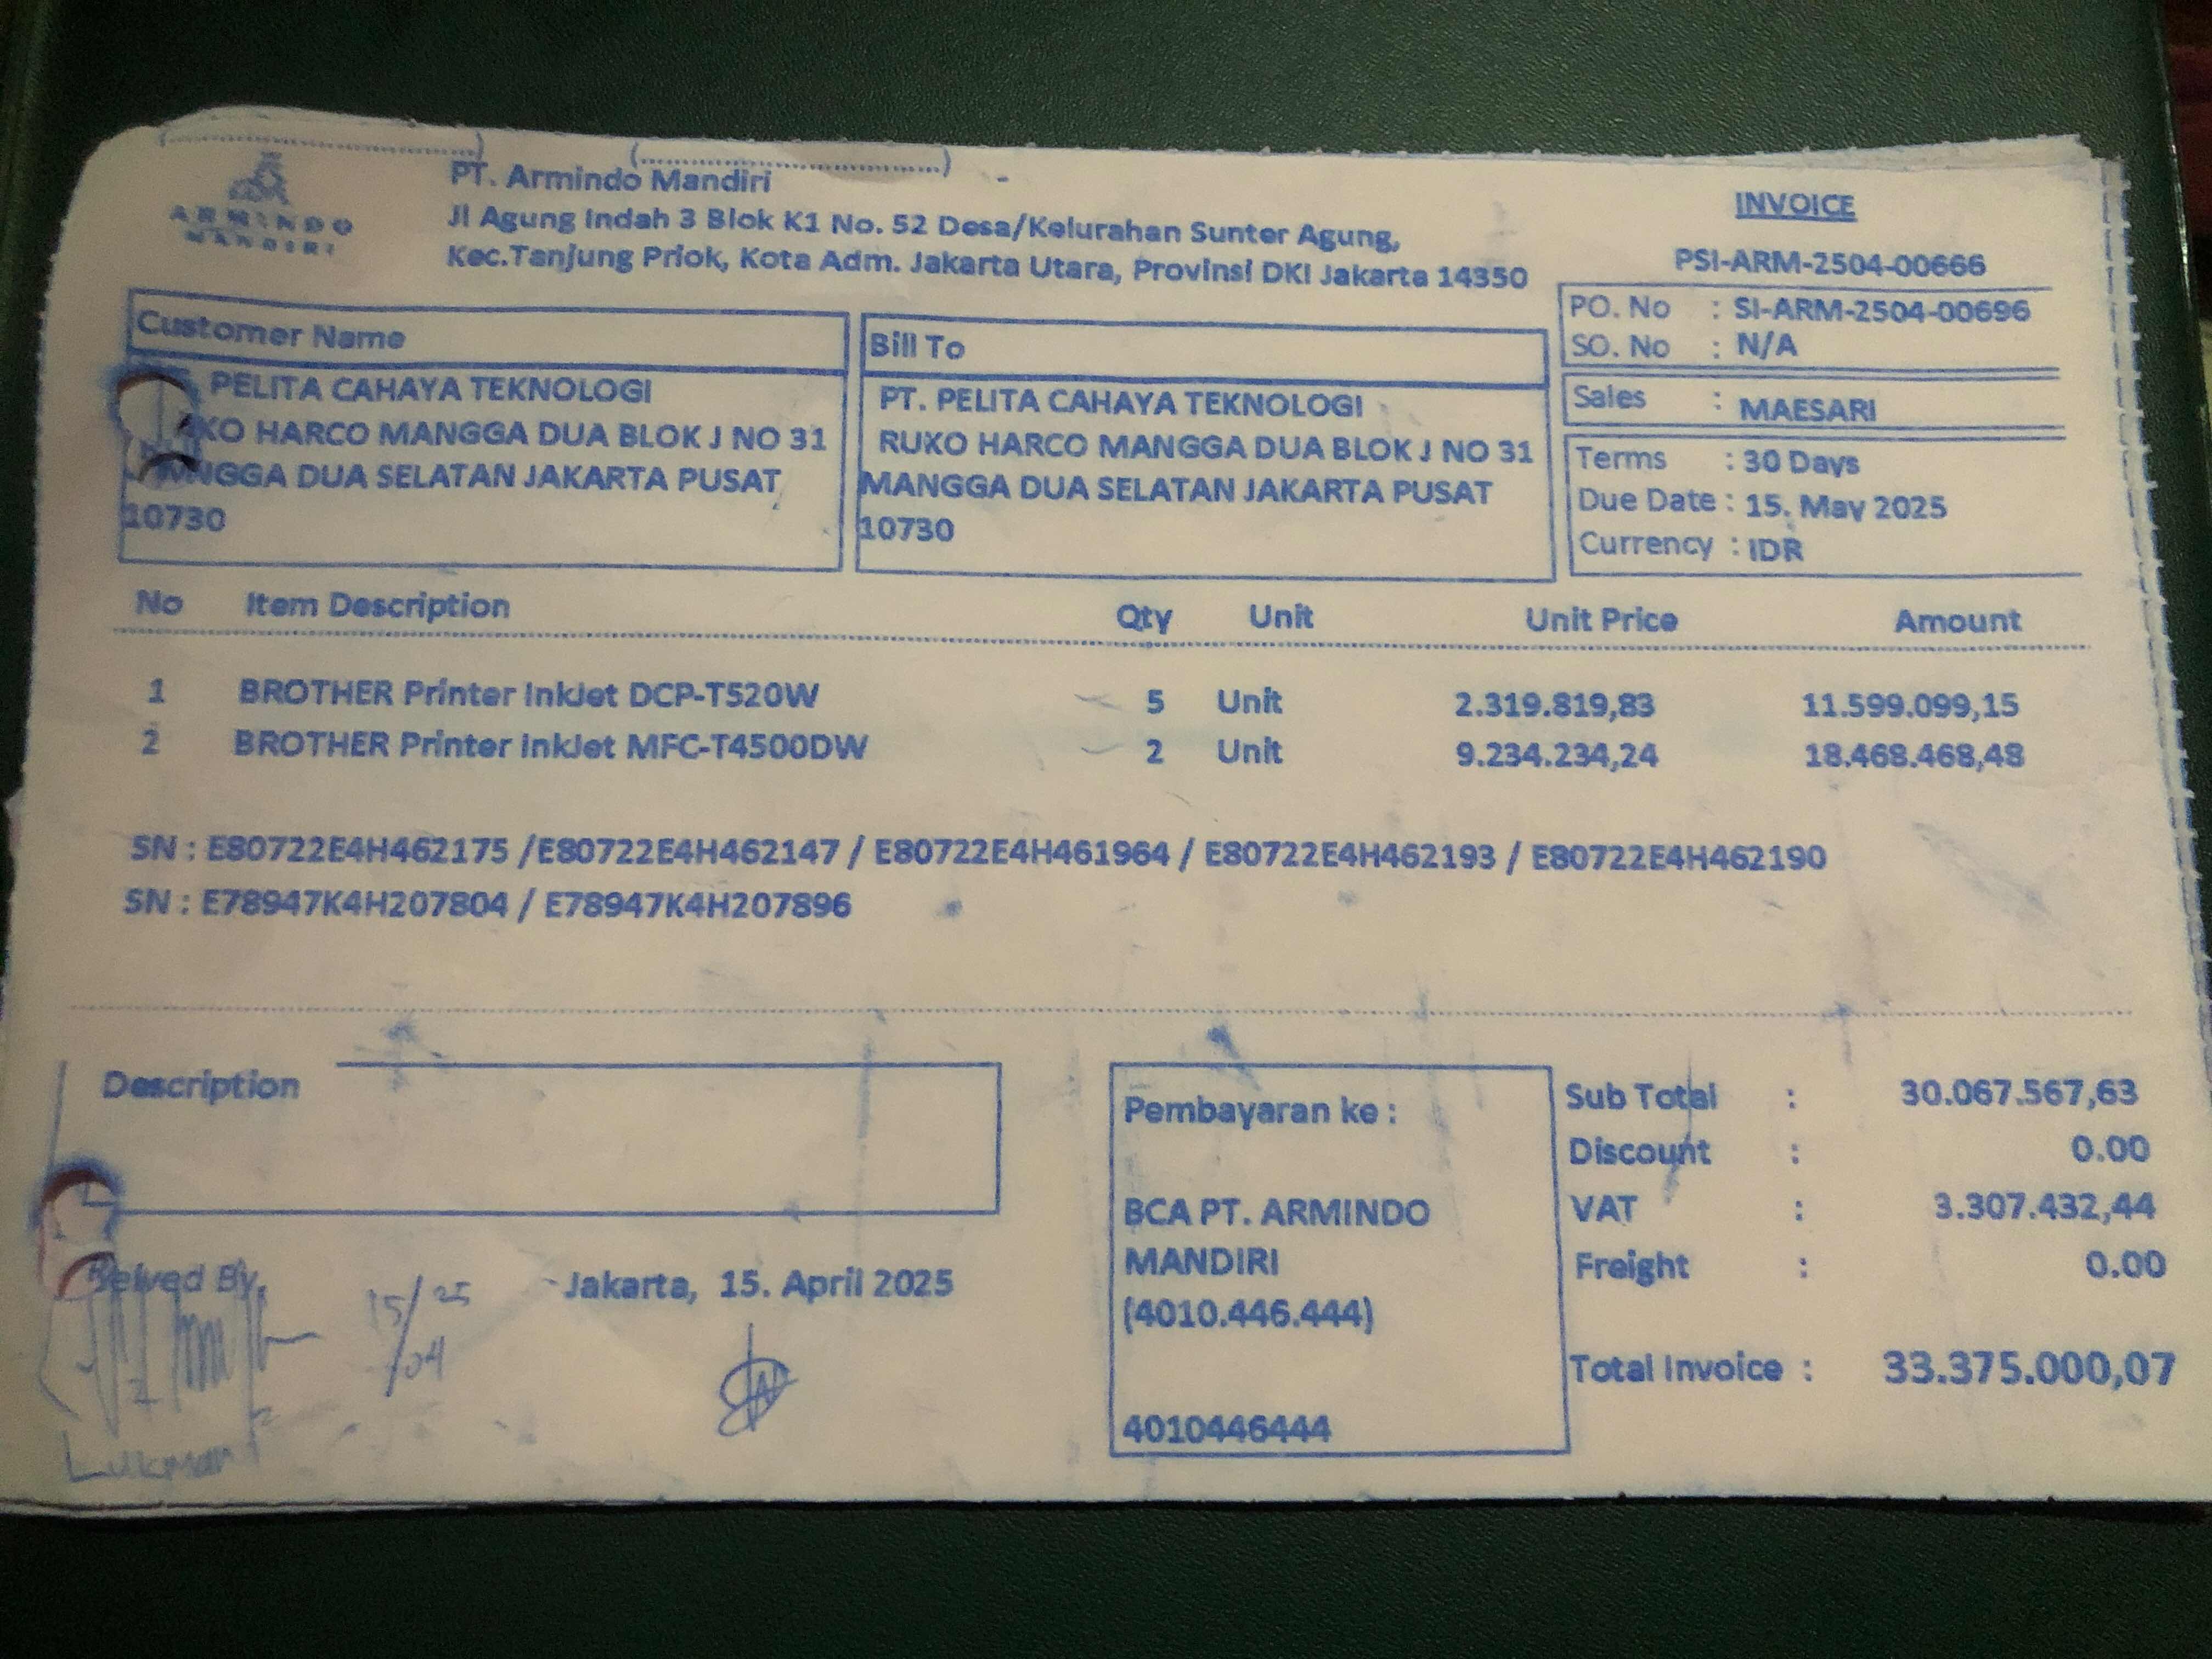 ARMINDO
MANDIRI
PT. Armindo Mandiri
Jl Agung Indah 3 Blok K1 No. 52 Desa/Kelurahan Sunter Agung,
Kec.Tanjung Priok, Kota Adm. Jakarta Utara, Provinsi DKI Jakarta 14350
INVOICE
PSI-ARM-2504-00666
PO. No : SI-ARM-2504-00696
SO. No : N/A
Sales : MAESARI
Terms : 30 Days
Due Date : 15. May 2025
Currency : IDR
Customer Name
PELITA CAHAYA TEKNOLOGI
HARCO MANGGA DUA BLOK J NO 31
DUA SELATAN JAKARTA PUSAT
10730
Bill To
PT. PELITA CAHAYA TEKNOLOGI
RUKO HARCO MANGGA DUA BLOK J NO 31
MANGGA DUA SELATAN JAKARTA PUSAT
10730
No Item Description Qty Unit Unit Price Amount
1 BROTHER Printer InkJet DCP-T520W 5 Unit 2.319.819,83 11.599.099,15
2 BROTHER Printer InkJet MFC-T4500DW 2 Unit 9.234.234,24 18.468.468,48
SN : E80722E4H462175 /E80722E4H462147 / E80722E4H461964 / E80722E4H462193 / E80722E4H462190
SN : E78947K4H207804 / E78947K4H207896
Description
Pembayaran ke :
BCA PT. ARMINDO
MANDIRI
(4010.446.444)
4010446444
Sub Total : 30.067.567,63
Discount : 0.00
VAT : 3.307.432,44
Freight : 0.00
Total Invoice : 33.375.000,07
By,
15/04 25
Jakarta, 15. April 2025
Lukman